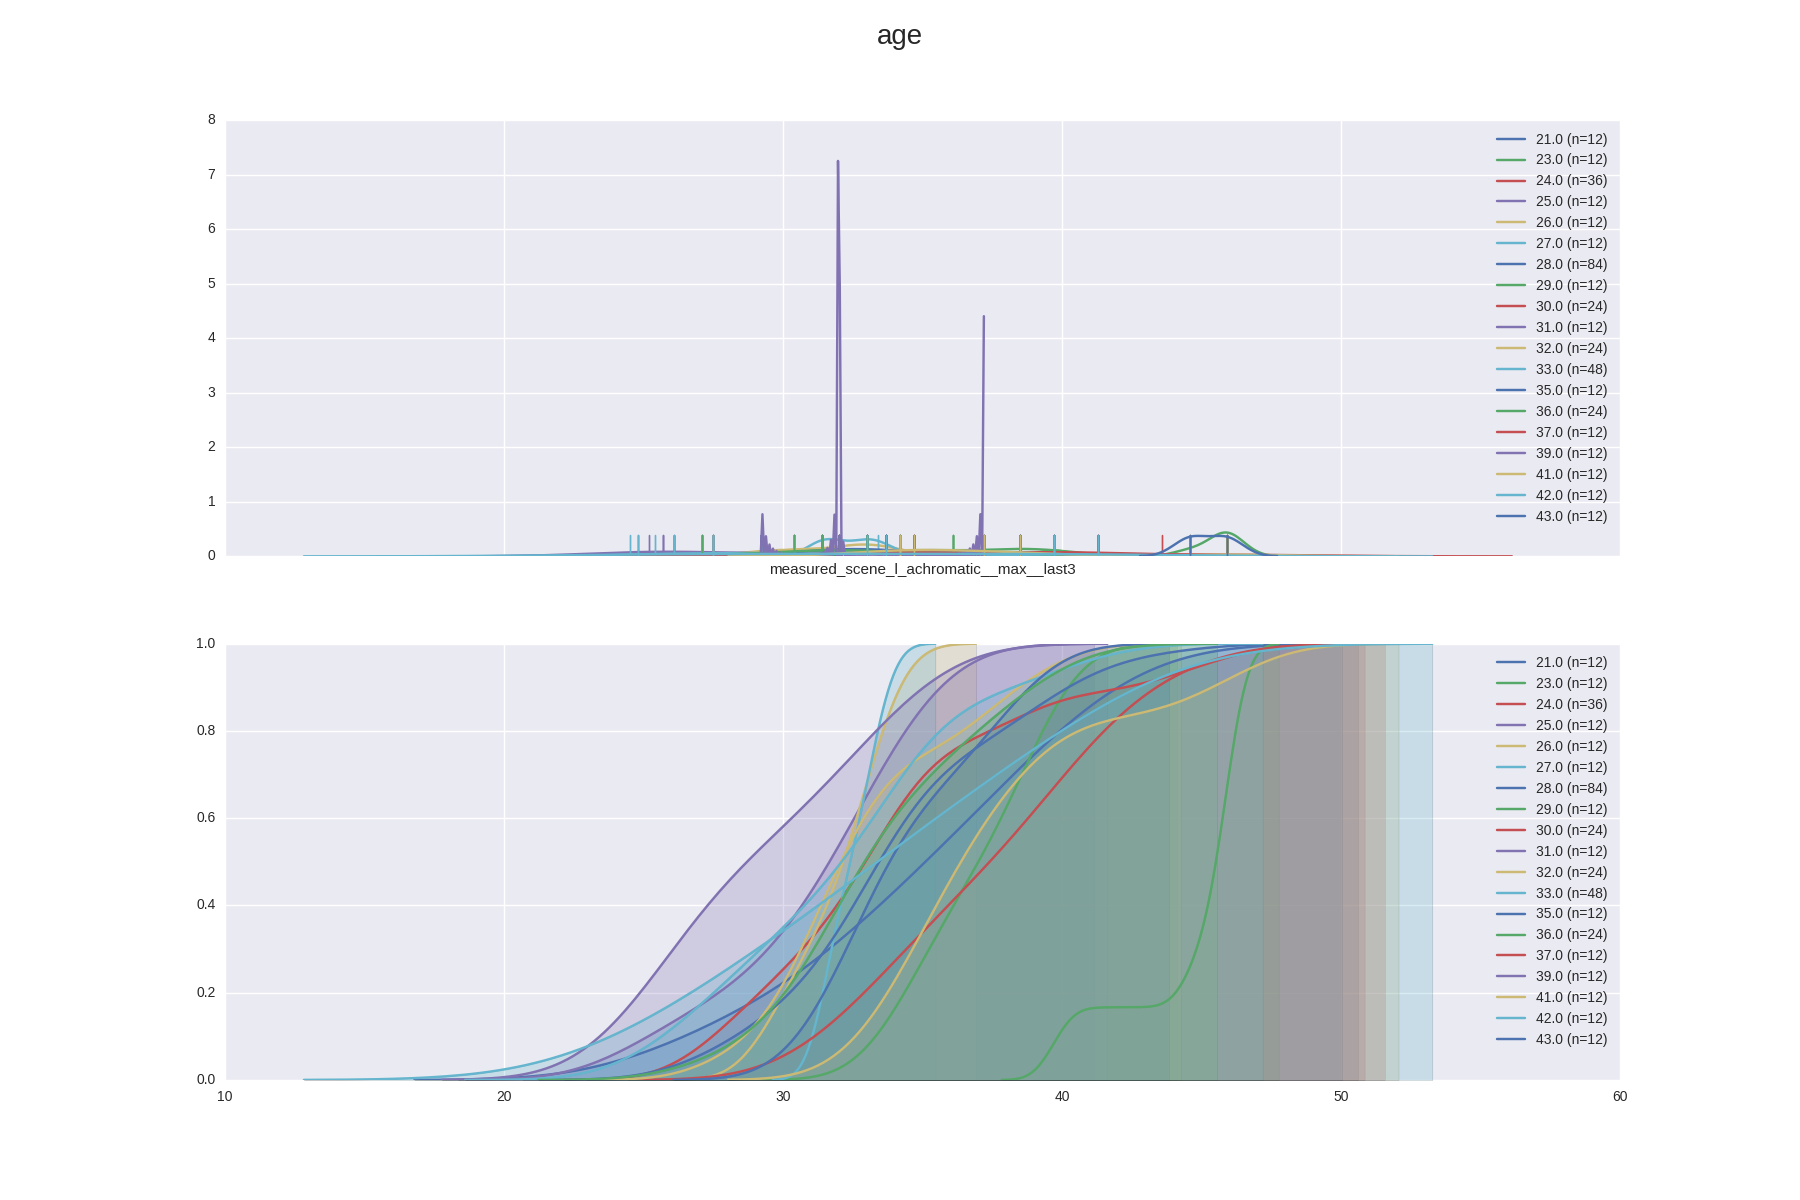 age
8
7
6
5
4
3
2
1
0
21.0 (n=12)
23.0 (n=12)
24.0 (n=36)
25.0 (n=12)
26.0 (n=12)
27.0 (n=12)
28.0 (n=84)
29.0 (n=12)
30.0 (n=24)
31.0 (n=12)
32.0 (n=24)
33.0 (n=48)
35.0 (n=12)
36.0 (n=24)
37.0 (n=12)
39.0 (n=12)
41.0 (n=12)
42.0 (n=12)
43.0 (n=12)
measured_scene_l_achromatic__max__last3
1.0
0.8
0.6
0.4
0.2
0.0
21.0 (n=12)
23.0 (n=12)
24.0 (n=36)
25.0 (n=12)
26.0 (n=12)
27.0 (n=12)
28.0 (n=84)
29.0 (n=12)
30.0 (n=24)
31.0 (n=12)
32.0 (n=24)
33.0 (n=48)
35.0 (n=12)
36.0 (n=24)
37.0 (n=12)
39.0 (n=12)
41.0 (n=12)
42.0 (n=12)
43.0 (n=12)
10 20 30 40 50 60